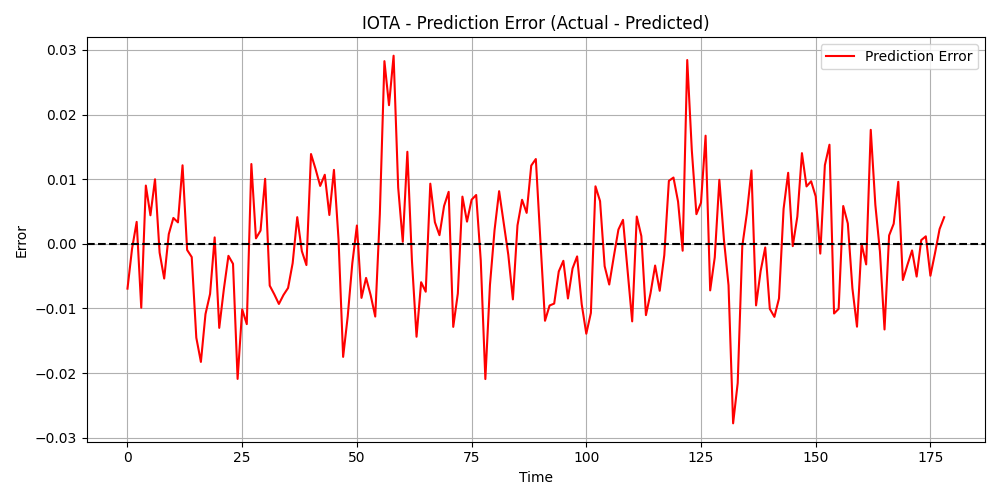 IOTA - Prediction Error (Actual - Predicted)
Prediction Error
0.03
0.02
0.01
0.00
−0.01
−0.02
−0.03
Error
0 25 50 75 100 125 150 175
Time